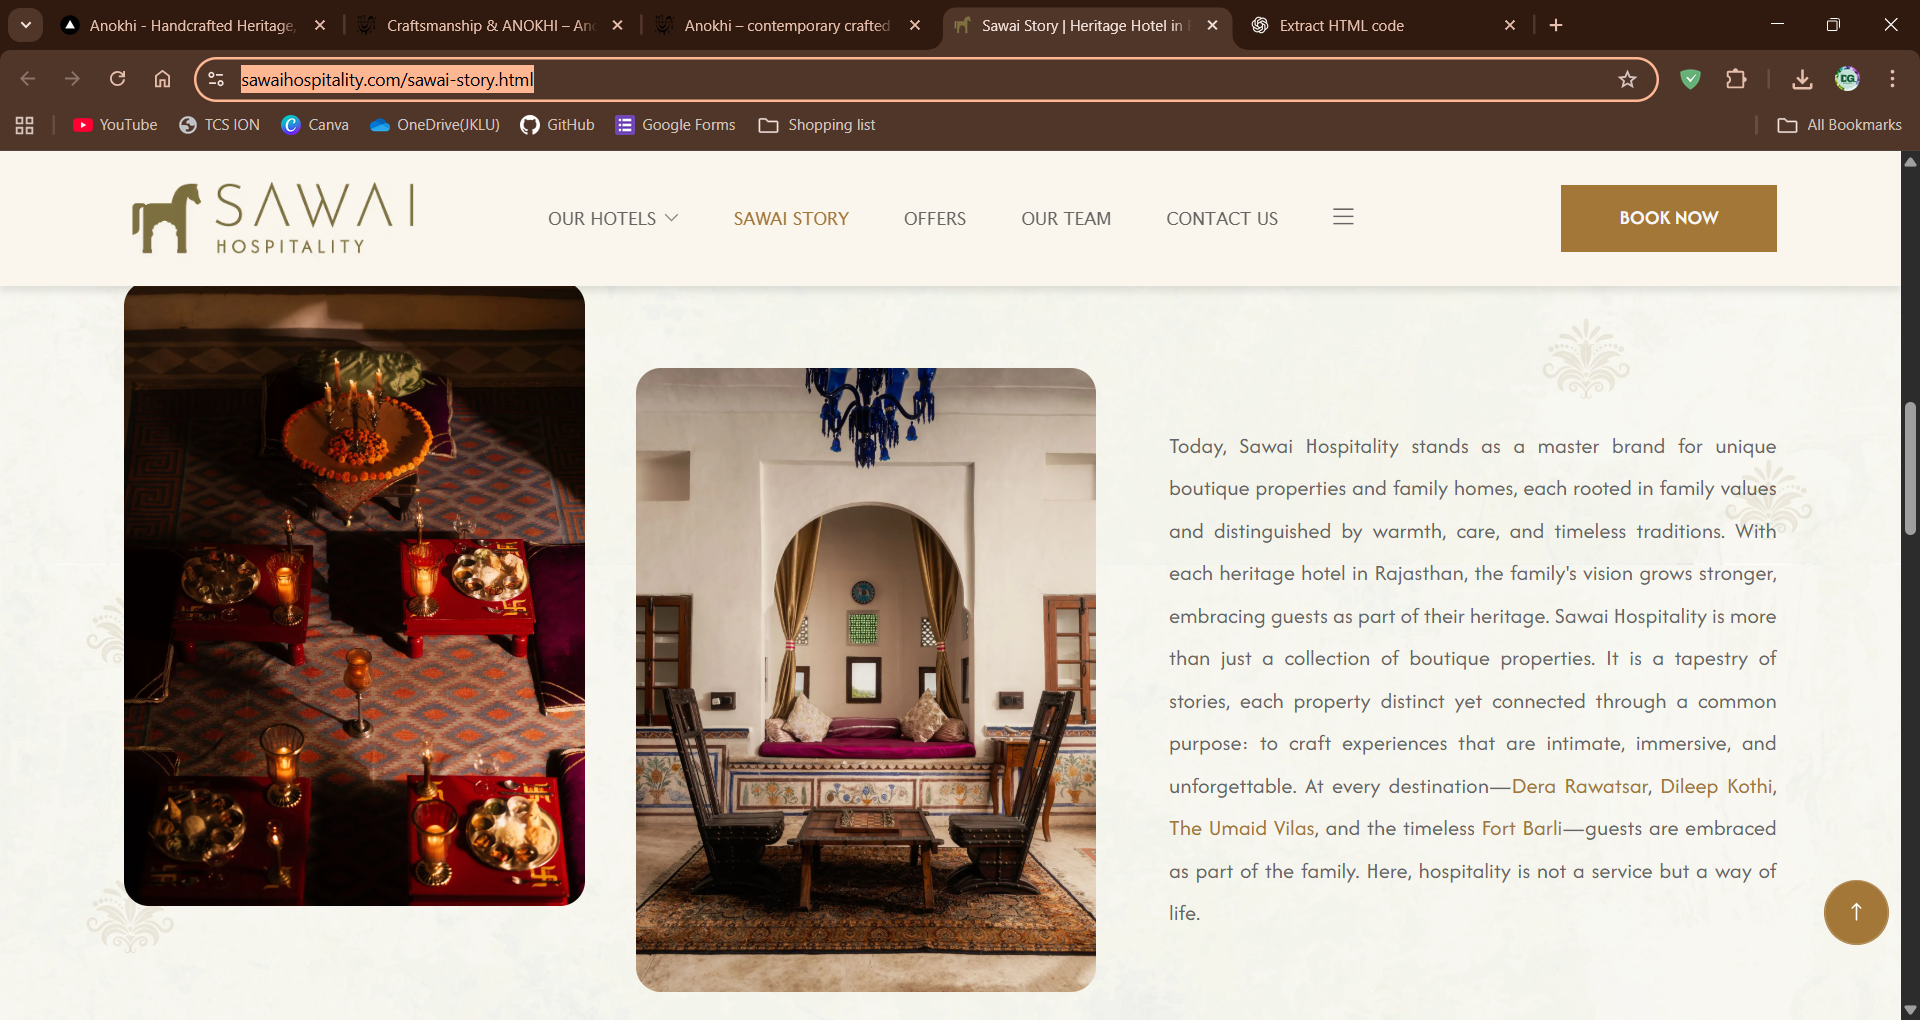 Anokhi - Handcrafted Heritage,
Craftsmanship & ANOKHI – An
Anokhi – contemporary crafted
Sawai Story | Heritage Hotel in
Extract HTML code
sawaihospitality.com/sawai-story.html
DG
YouTube
TCS ION
Canva
OneDrive(JKLU)
GitHub
Google Forms
Shopping list
All Bookmarks
SAWAI
HOSPITALITY
OUR HOTELS
SAWAI STORY
OFFERS
OUR TEAM
CONTACT US
BOOK NOW
Today, Sawai Hospitality stands as a master brand for unique
boutique properties and family homes, each rooted in family values
and distinguished by warmth, care, and timeless traditions. With
each heritage hotel in Rajasthan, the family's vision grows stronger,
embracing guests as part of their heritage. Sawai Hospitality is more
than just a collection of boutique properties. It is a tapestry of
stories, each property distinct yet connected through a common
purpose: to craft experiences that are intimate, immersive, and
unforgettable. At every destination—Dera Rawatsar, Dileep Kothi,
The Umaid Vilas, and the timeless Fort Barli—guests are embraced
as part of the family. Here, hospitality is not a service but a way of
life.